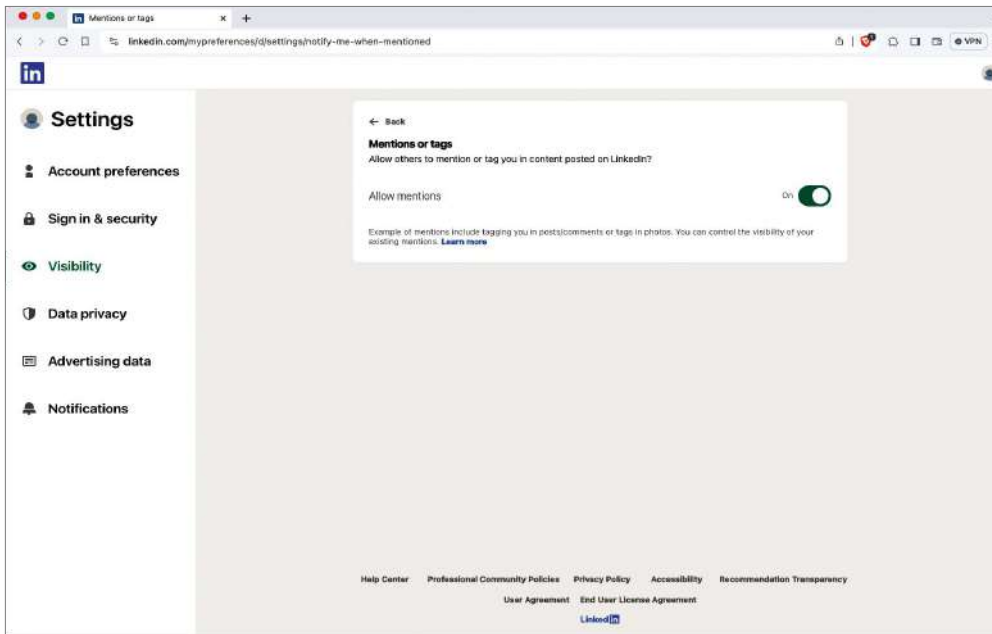 Mentions or tags
linkedin.com/mypreferences/d/settings/notify-me-when-mentioned
VPN
in
Settings
Account preferences
Sign in & security
Visibility
Data privacy
Advertising data
Notifications
← Back
Mentions or tags
Allow others to mention or tag you in content posted on LinkedIn?
Allow mentions
On
Example of mentions include tagging you in posts/comments or tags in photos. You can control the visibility of your
existing mentions. Learn more
Help Center Professional Community Policies Privacy Policy Accessibility Recommendation Transparency
User Agreement End User License Agreement
LinkedIn